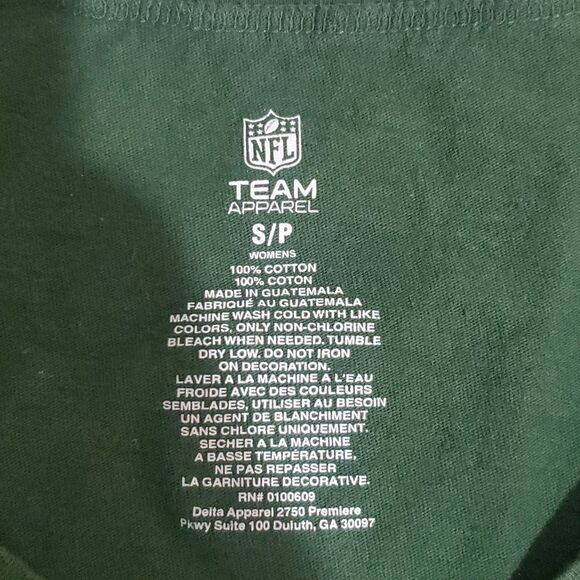 NFL
TEAM
APPAREL
S/P
WOMENS
100% COTTON
100% COTON
MADE IN GUATEMALA
FABRIQUÉ AU GUATEMALA
MACHINE WASH COLD WITH LIKE
COLORS, ONLY NON-CHLORINE
BLEACH WHEN NEEDED. TUMBLE
DRY LOW. DO NOT IRON
ON DECORATION.
LAVER A LA MACHINE A L'EAU
FROIDE AVEC DES COULEURS
SEMBLADES, UTILISER AU BESOIN
UN AGENT DE BLANCHIMENT
SANS CHLORE UNIQUEMENT.
SECHER A LA MACHINE
A BASSE TEMPÉRATURE,
NE PAS REPASSER
LA GARNITURE DECORATIVE.
RN# 0100609
Delta Apparel 2750 Premiere
Pkwy Suite 100 Duluth, GA 30097